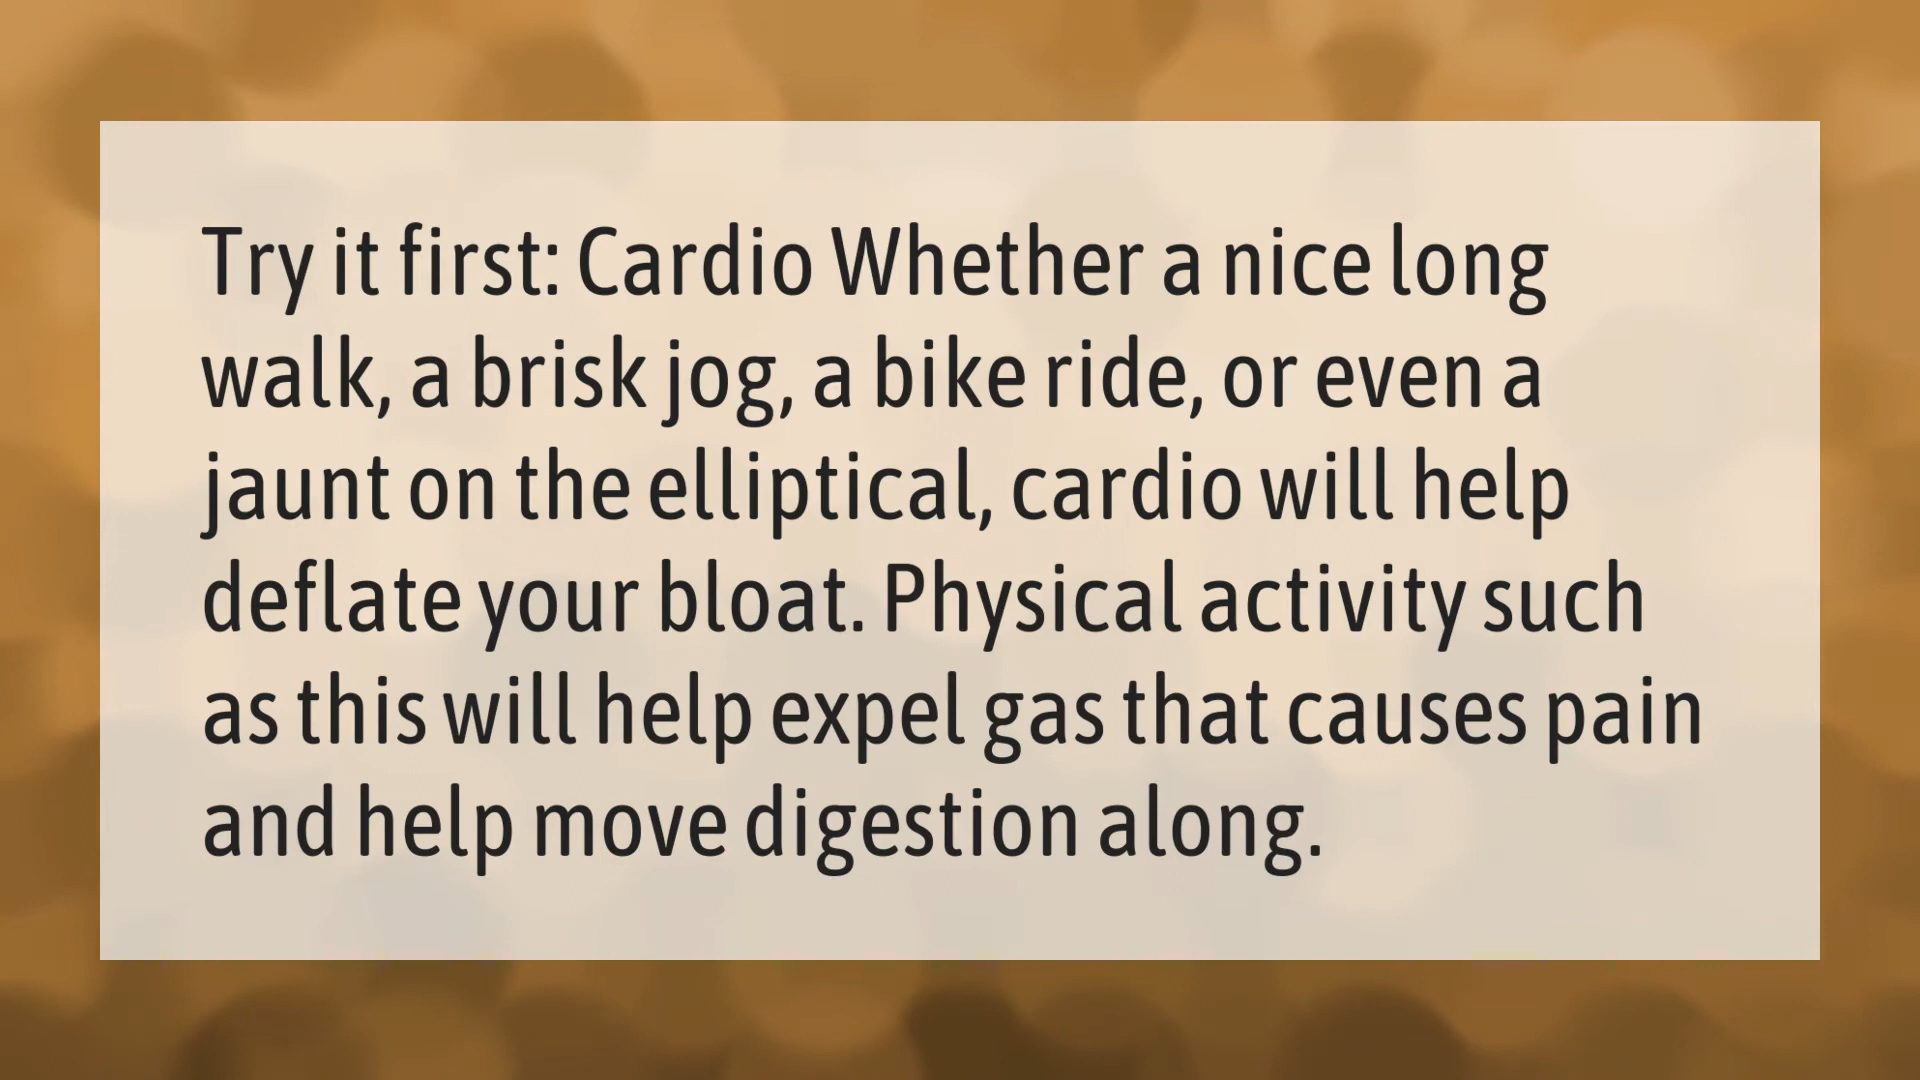 Try it first: Cardio Whether a nice long
walk, a brisk jog, a bike ride, or even a
jaunt on the elliptical, cardio will help
deflate your bloat. Physical activity such
as this will help expel gas that causes pain
and help move digestion along.